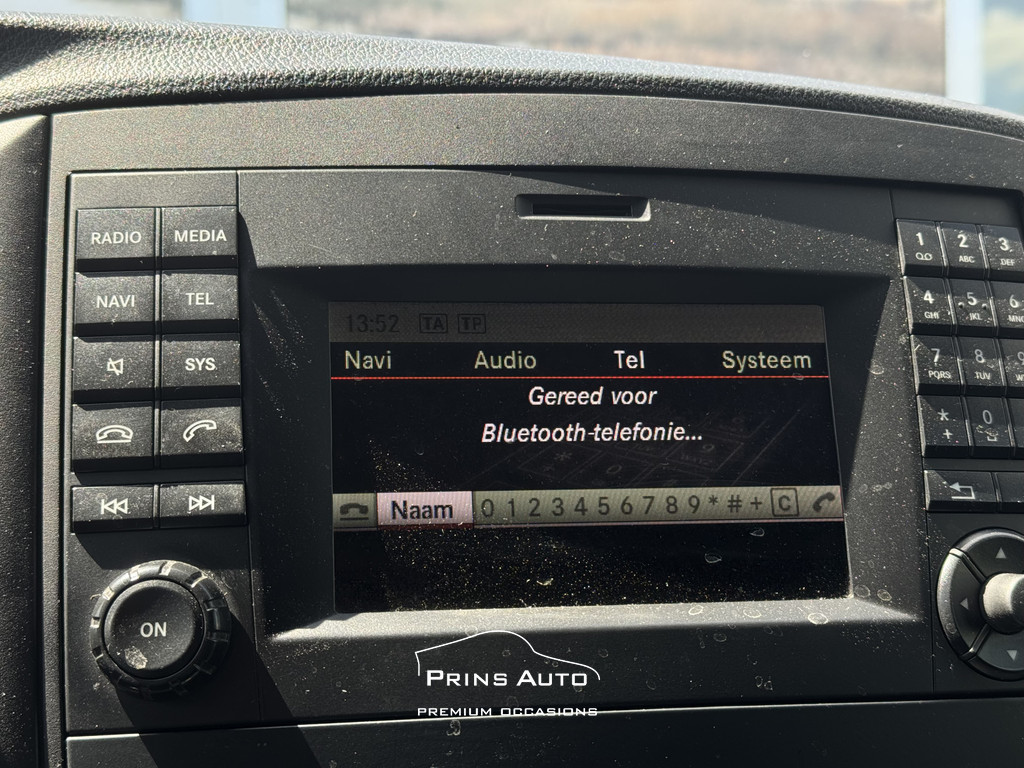 RADIO MEDIA
NAVI TEL
SYS
ON
13:52 TA TP
Navi Audio Tel Systeem
Gereed voor
Bluetooth-telefonie...
Naam 0 1 2 3 4 5 6 7 8 9 * # + C
1 2 ABC 3 DEF
4 GHI 5 JKL 6 MNO
7 PQRS 8 TUV
* + 0
PRINS AUTO
PREMIUM OCCASIONS